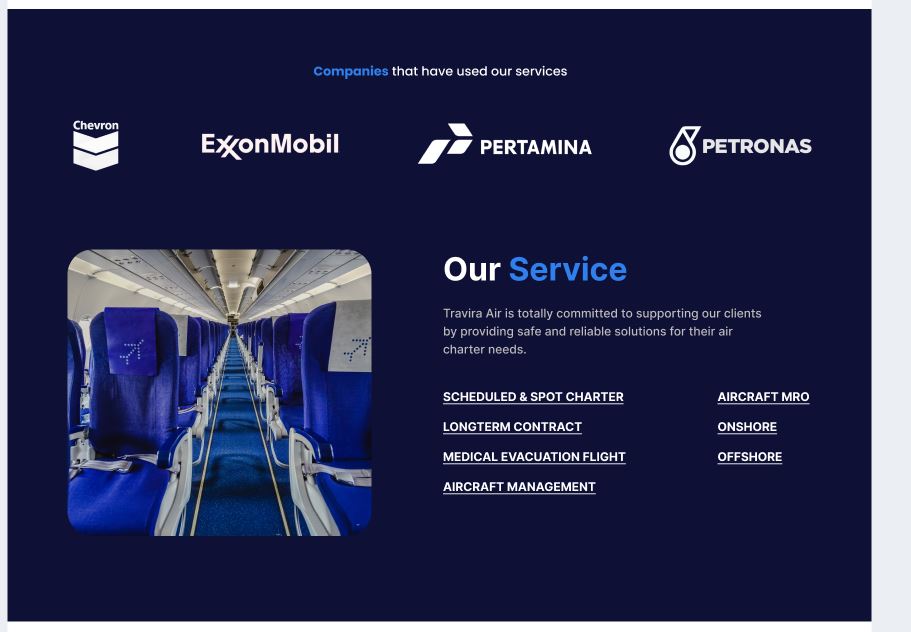 Companies that have used our services
Chevron
ExxonMobil
PERTAMINA
PETRONAS
Our Service
Travira Air is totally committed to supporting our clients
by providing safe and reliable solutions for their air
charter needs.
SCHEDULED & SPOT CHARTER
LONGTERM CONTRACT
MEDICAL EVACUATION FLIGHT
AIRCRAFT MANAGEMENT
AIRCRAFT MRO
ONSHORE
OFFSHORE